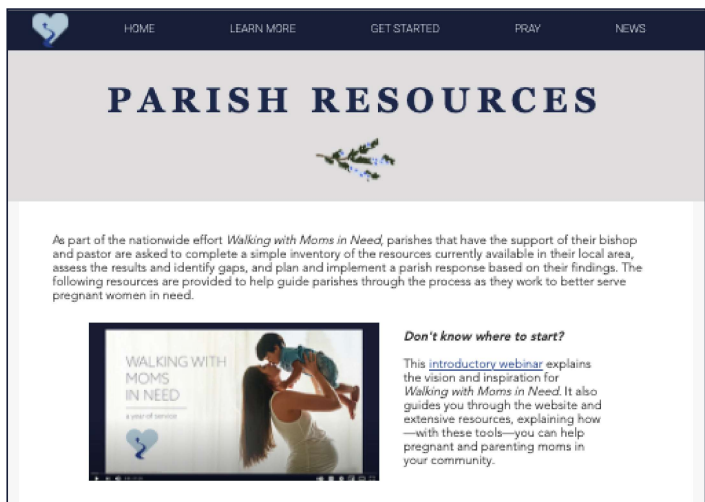 HOME LEARN MORE GET STARTED PRAY NEWS
PARISH RESOURCES
As part of the nationwide effort Walking with Moms in Need, parishes that have the support of their bishop
and pastor are asked to complete a simple inventory of the resources currently available in their local area,
assess the results and identify gaps, and plan and implement a parish response based on their findings. The
following resources are provided to help guide parishes through the process as they work to better serve
pregnant women in need.
WALKING WITH
MOMS
IN NEED
a year of service
Don't know where to start?
This introductory webinar explains
the vision and inspiration for
Walking with Moms in Need. It also
guides you through the website and
extensive resources, explaining how
—with these tools—you can help
pregnant and parenting moms in
your community.